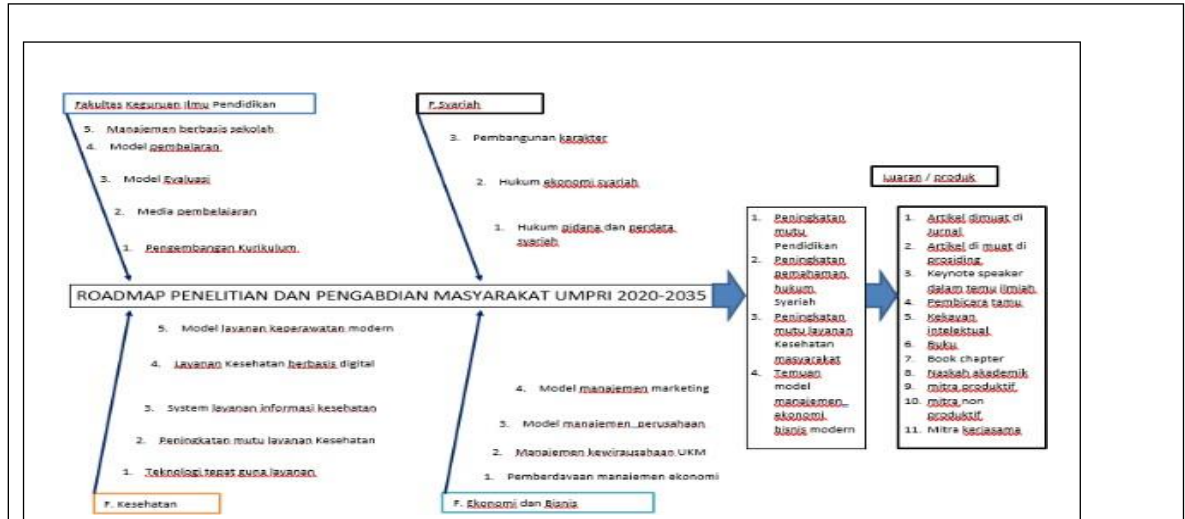 Fakultas Keguruan Ilmu Pendidikan
5. Manajemen berbasis sekolah
4. Model pembelaran
3. Model Evaluasi
2. Media pembelajaran
1. Pengembangan Kurikulum
F.Syariah
3. Pembangunan karakter
2. Hukum ekonomi syariah
1. Hukum pidana dan perdata
syariah
ROADMAP PENELITIAN DAN PENGABDIAN MASYARAKAT UMPRI 2020-2035
5. Model layanan keperawatan modern
4. Layanan Kesehatan berbasis digital
3. System layanan informasi kesehatan
2. Peningkatan mutu layanan Kesehatan
1. Teknologi tepat guna layanan
F. Kesehatan
4. Model manajemen marketing
3. Model manajemen perusahaan
2. Manajemen kewirausahaan UKM
1. Pemberdayaan manajemen ekonomi
F. Ekonomi dan Bisnis
1. Peningkatan
mutu
Pendidikan
2. Peningkatan
pemahaman
hukum
Syariah
3. Peningkatan
mutu layanan
Kesehatan
masyarakat
4. Temuan
model
manajemen
ekonomi
bisnis modern
Luaran / produk
1. Artikel dimuat di
Jurnal
2. Artikel di muat di
prosiding
3. Keynote speaker
dalam temu ilmiah
4. Pembicara tamu
5. Kekayan
intelektual
6. Buku
7. Book chapter
8. Naskah akademik
9. mitra produktif
10. mitra non
produktif
11. Mitra kerjasama